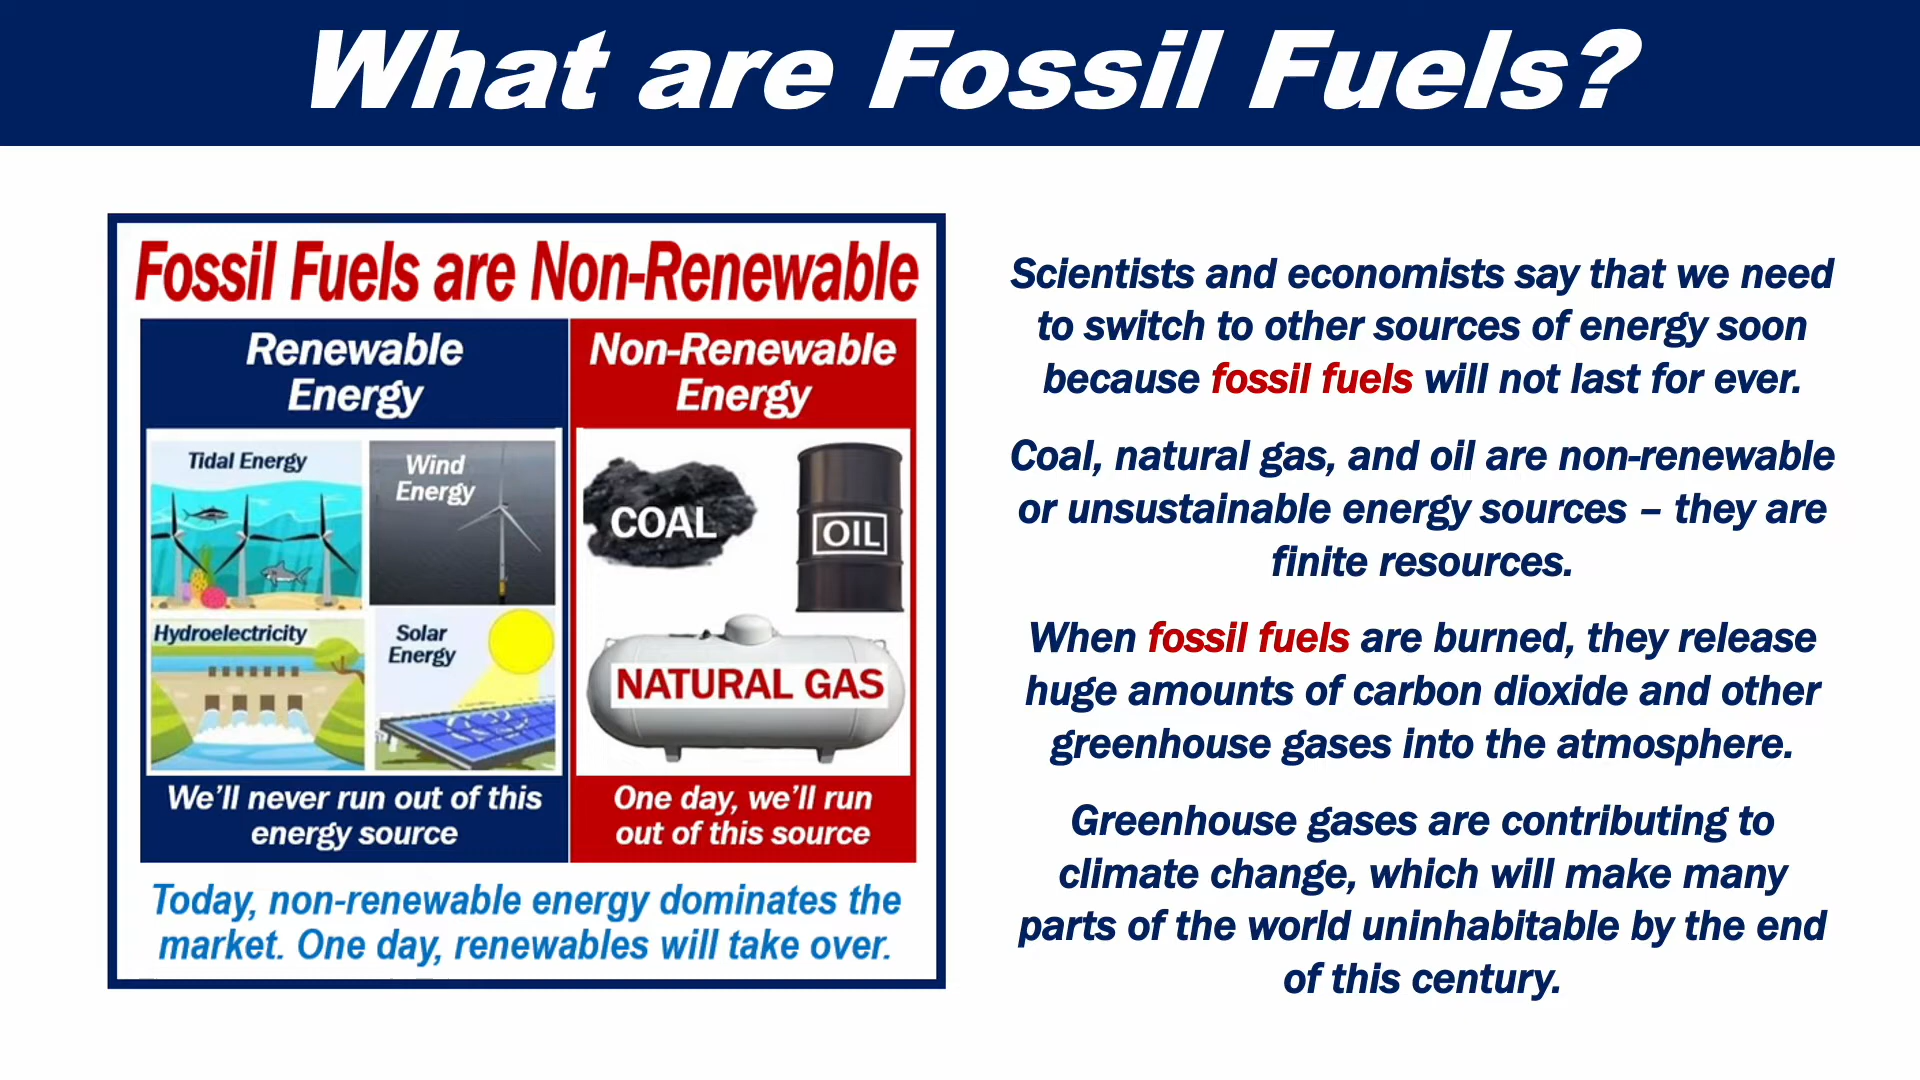 What are Fossil Fuels?
Fossil Fuels are Non-Renewable
Renewable
Energy
Non-Renewable
Energy
Tidal Energy
Wind
Energy
COAL
OIL
Hydroelectricity
Solar
Energy
NATURAL GAS
We'll never run out of this
energy source
One day, we'll run
out of this source
Today, non-renewable energy dominates the
market. One day, renewables will take over.
Scientists and economists say that we need
to switch to other sources of energy soon
because fossil fuels will not last for ever.
Coal, natural gas, and oil are non-renewable
or unsustainable energy sources – they are
finite resources.
When fossil fuels are burned, they release
huge amounts of carbon dioxide and other
greenhouse gases into the atmosphere.
Greenhouse gases are contributing to
climate change, which will make many
parts of the world uninhabitable by the end
of this century.